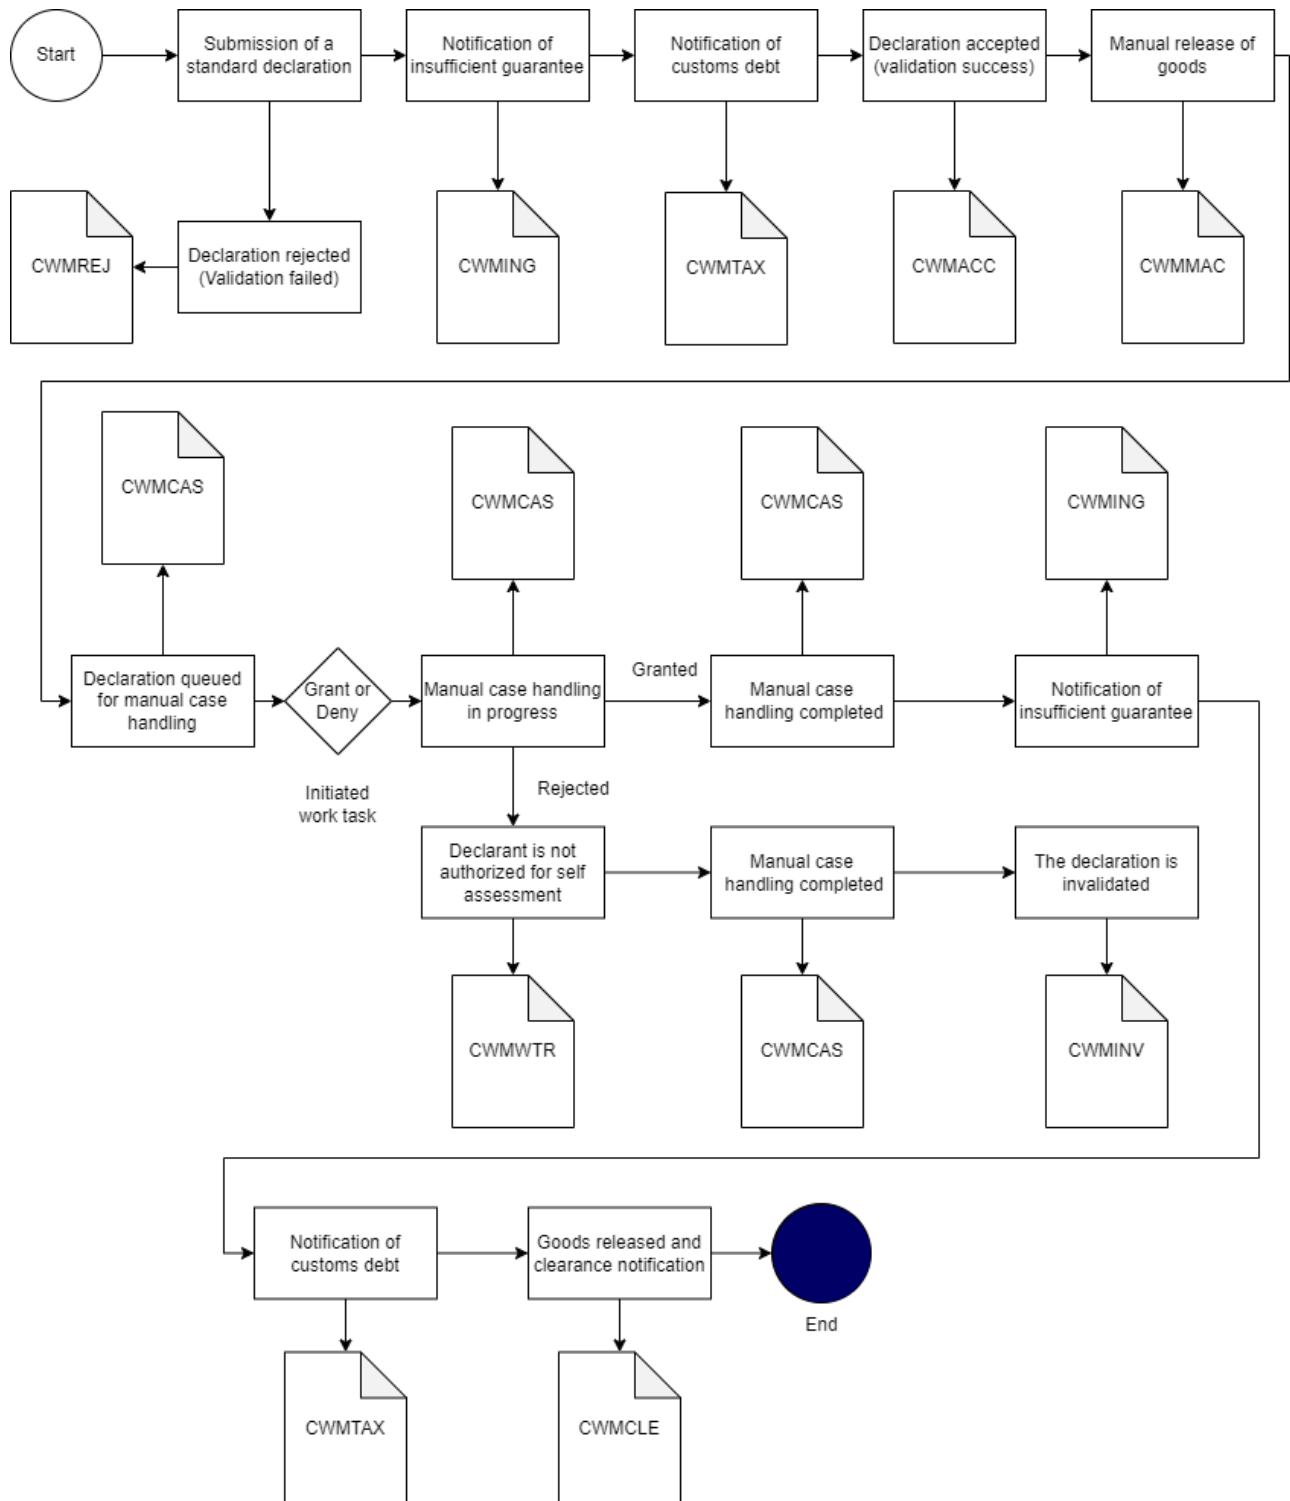 Start
Submission of a
standard declaration
Notification of
insufficient guarantee
Notification of
customs debt
Declaration accepted
(validation success)
Manual release of
goods
CWMREJ
Declaration rejected
(Validation failed)
CWMING
CWMTAX
CWMACC
CWMMAC
CWMCAS
CWMCAS
CWMCAS
CWMING
Declaration queued
for manual case
handling
Grant or
Deny
Manual case handling
in progress
Granted
Manual case
handling completed
Notification of
insufficient guarantee
Initiated
work task
Rejected
Declarant is not
authorized for self
assessment
Manual case
handling completed
The declaration is
invalidated
CWMWTR
CWMCAS
CWMINV
Notification of
customs debt
Goods released and
clearance notification
End
CWMTAX
CWMCLE